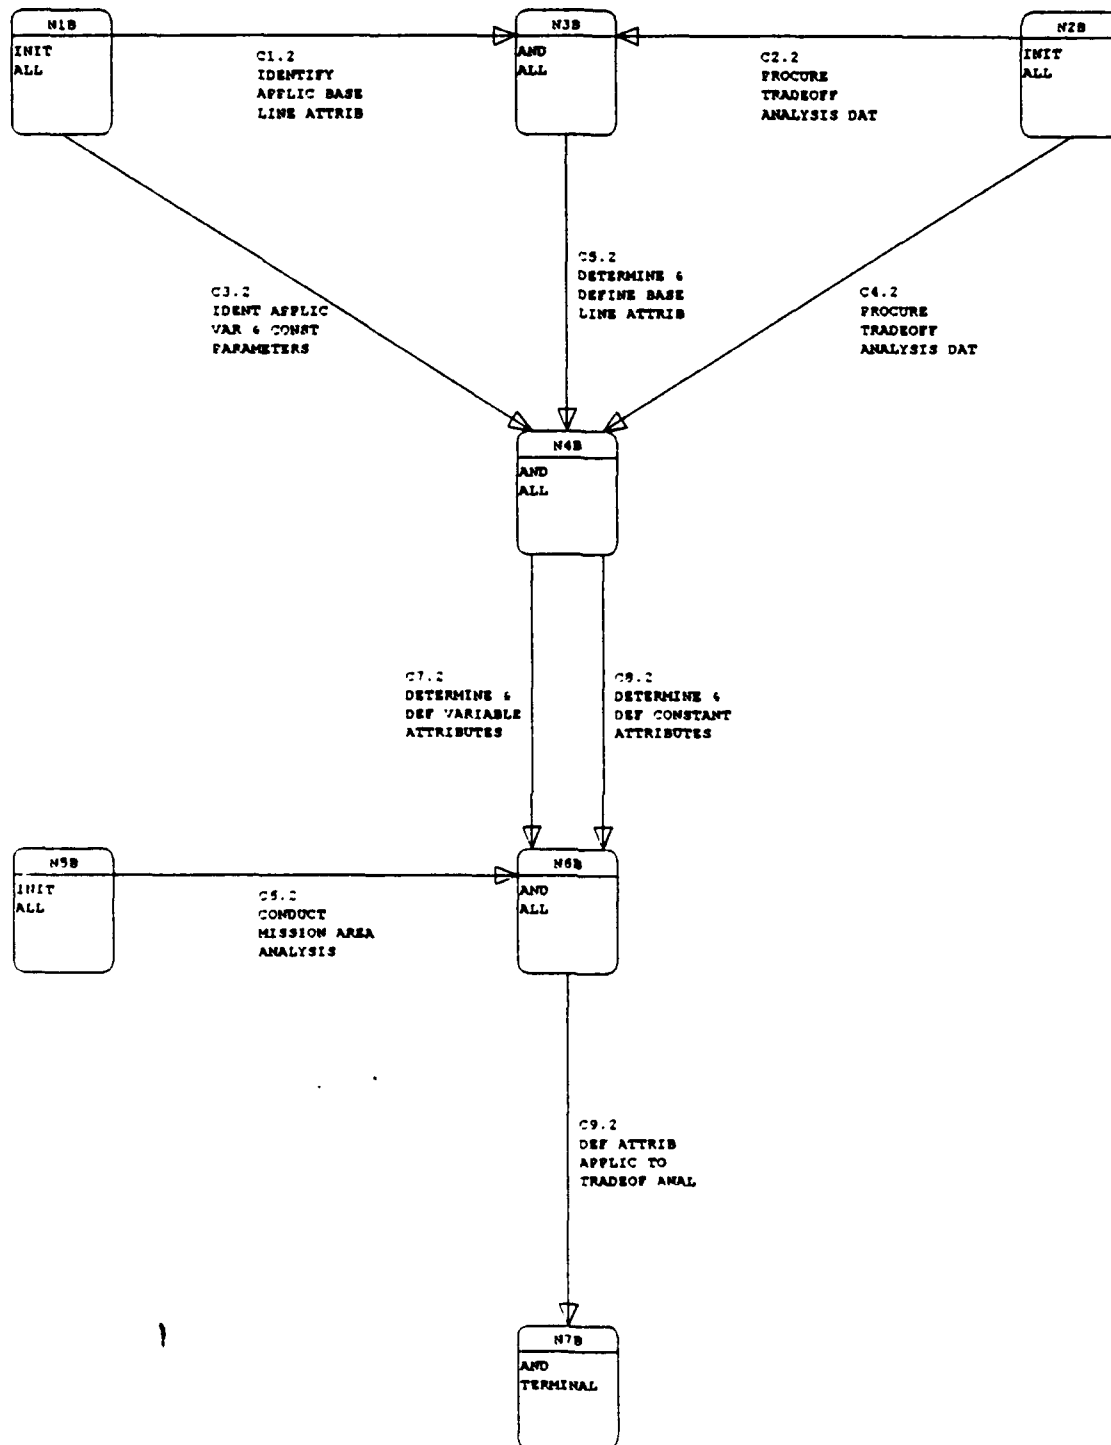 N1B
INIT
ALL
C1.2
IDENTIFY
APPLIC BASE
LINE ATTRIB
N3B
AND
ALL
C2.2
PROCURE
TRADEOFF
ANALYSIS DAT
N2B
INIT
ALL
C3.2
IDENT APPLIC
VAR & CONST
PARAMETERS
C5.2
DETERMINE &
DEFINE BASE
LINE ATTRIB
C4.2
PROCURE
TRADEOFF
ANALYSIS DAT
N4B
AND
ALL
C7.2
DETERMINE &
DEF VARIABLE
ATTRIBUTES
C8.2
DETERMINE &
DEF CONSTANT
ATTRIBUTES
N5B
INIT
ALL
C6.2
CONDUCT
MISSION AREA
ANALYSIS
N6B
AND
ALL
C9.2
DEF ATTRIB
APPLIC TO
TRADEOF ANAL
N7B
AND
TERMINAL